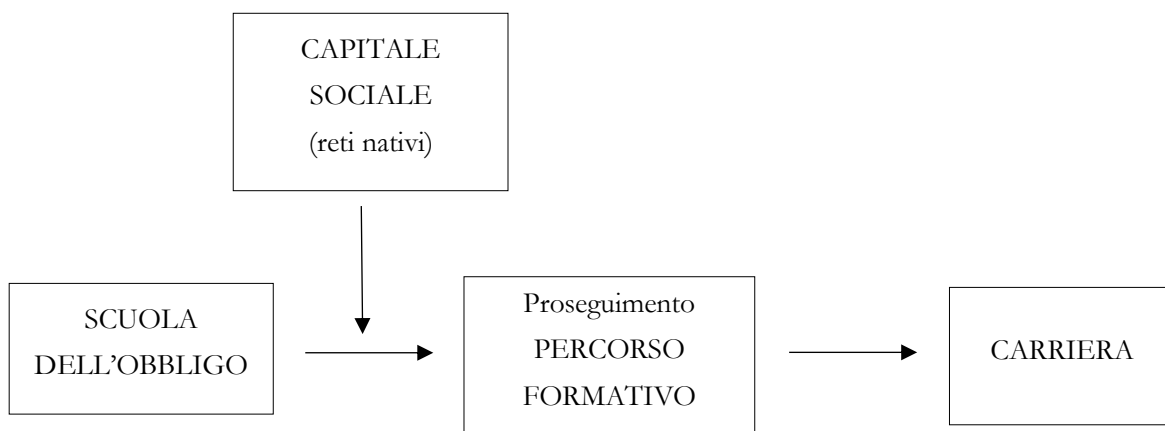 CAPITALE
SOCIALE
(reti nativi)
SCUOLA
DELL’OBBLIGO
Proseguimento
PERCORSO
FORMATIVO
CARRIERA